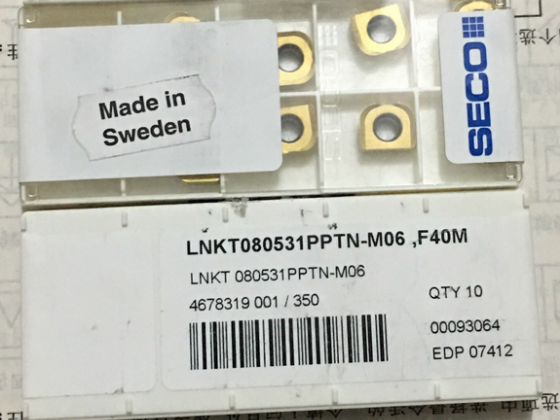 Made in
Sweden
SECO
LNKT080531PPTN-M06 ,F40M
LNKT 080531PPTN-M06
4678319 001 / 350
QTY 10
00093064
EDP 07412